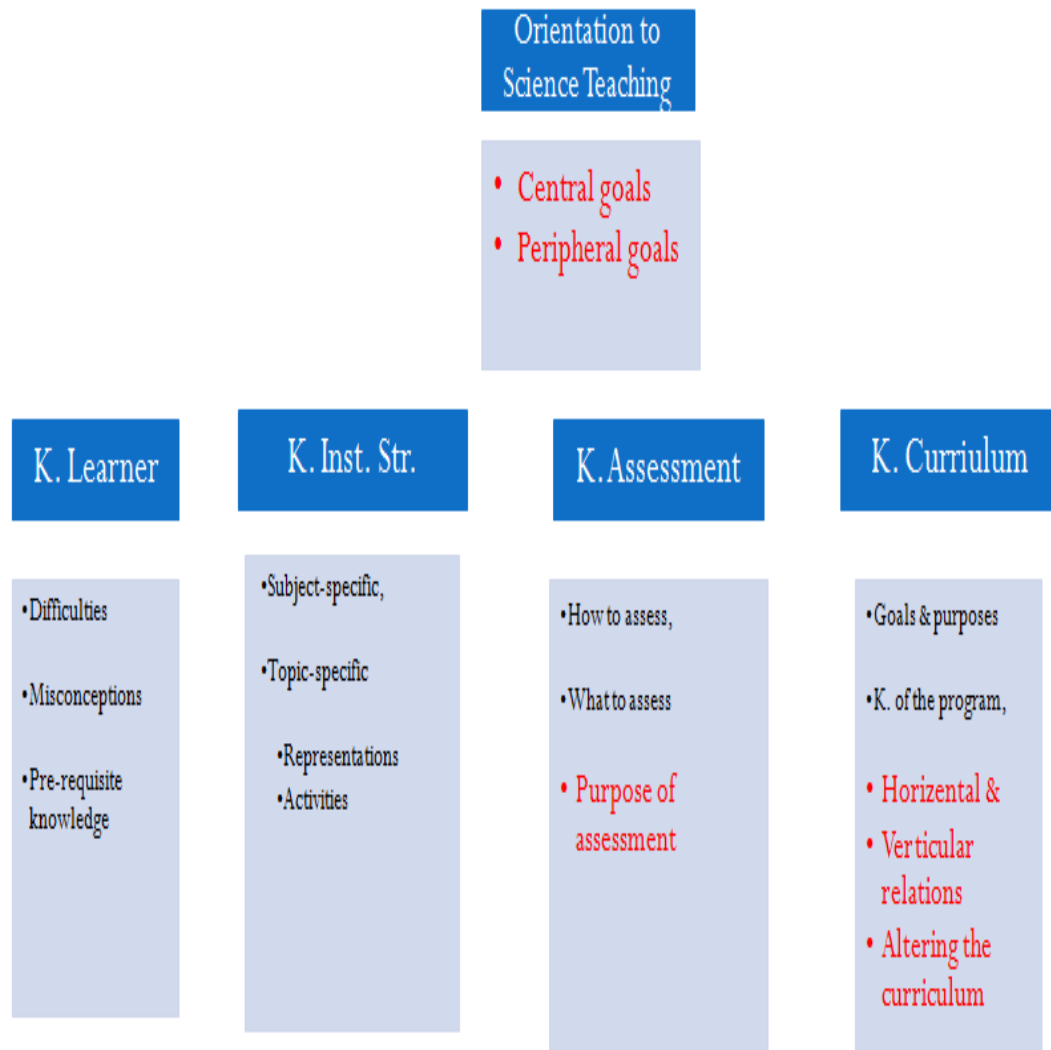 Orientation to
Science Teaching
• Central goals
• Peripheral goals
K. Learner
•Difficulties
•Misconceptions
•Pre-requisite
knowledge
K. Inst. Str.
•Subject-specific,
•Topic-specific
•Representations
•Activities
K. Assessment
•How to assess,
•What to assess
• Purpose of
assessment
K. Curriulum
•Goals & purposes
•K. of the program,
• Horizental &
• Verticular
relations
• Altering the
curriculum